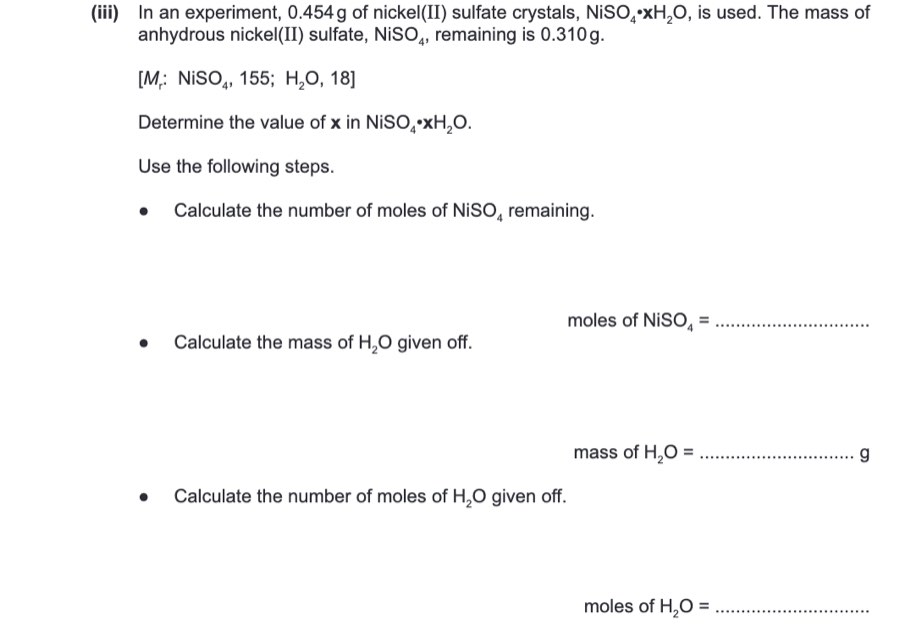 (iii) In an experiment, 0.454 g of nickel(II) sulfate crystals, NiSO₄•xH₂O, is used. The mass of
anhydrous nickel(II) sulfate, NiSO₄, remaining is 0.310 g.
[Mᵣ: NiSO₄, 155; H₂O, 18]
Determine the value of x in NiSO₄•xH₂O.
Use the following steps.
• Calculate the number of moles of NiSO₄ remaining.
moles of NiSO₄ = ..............................
• Calculate the mass of H₂O given off.
mass of H₂O = .............................. g
• Calculate the number of moles of H₂O given off.
moles of H₂O = ..............................